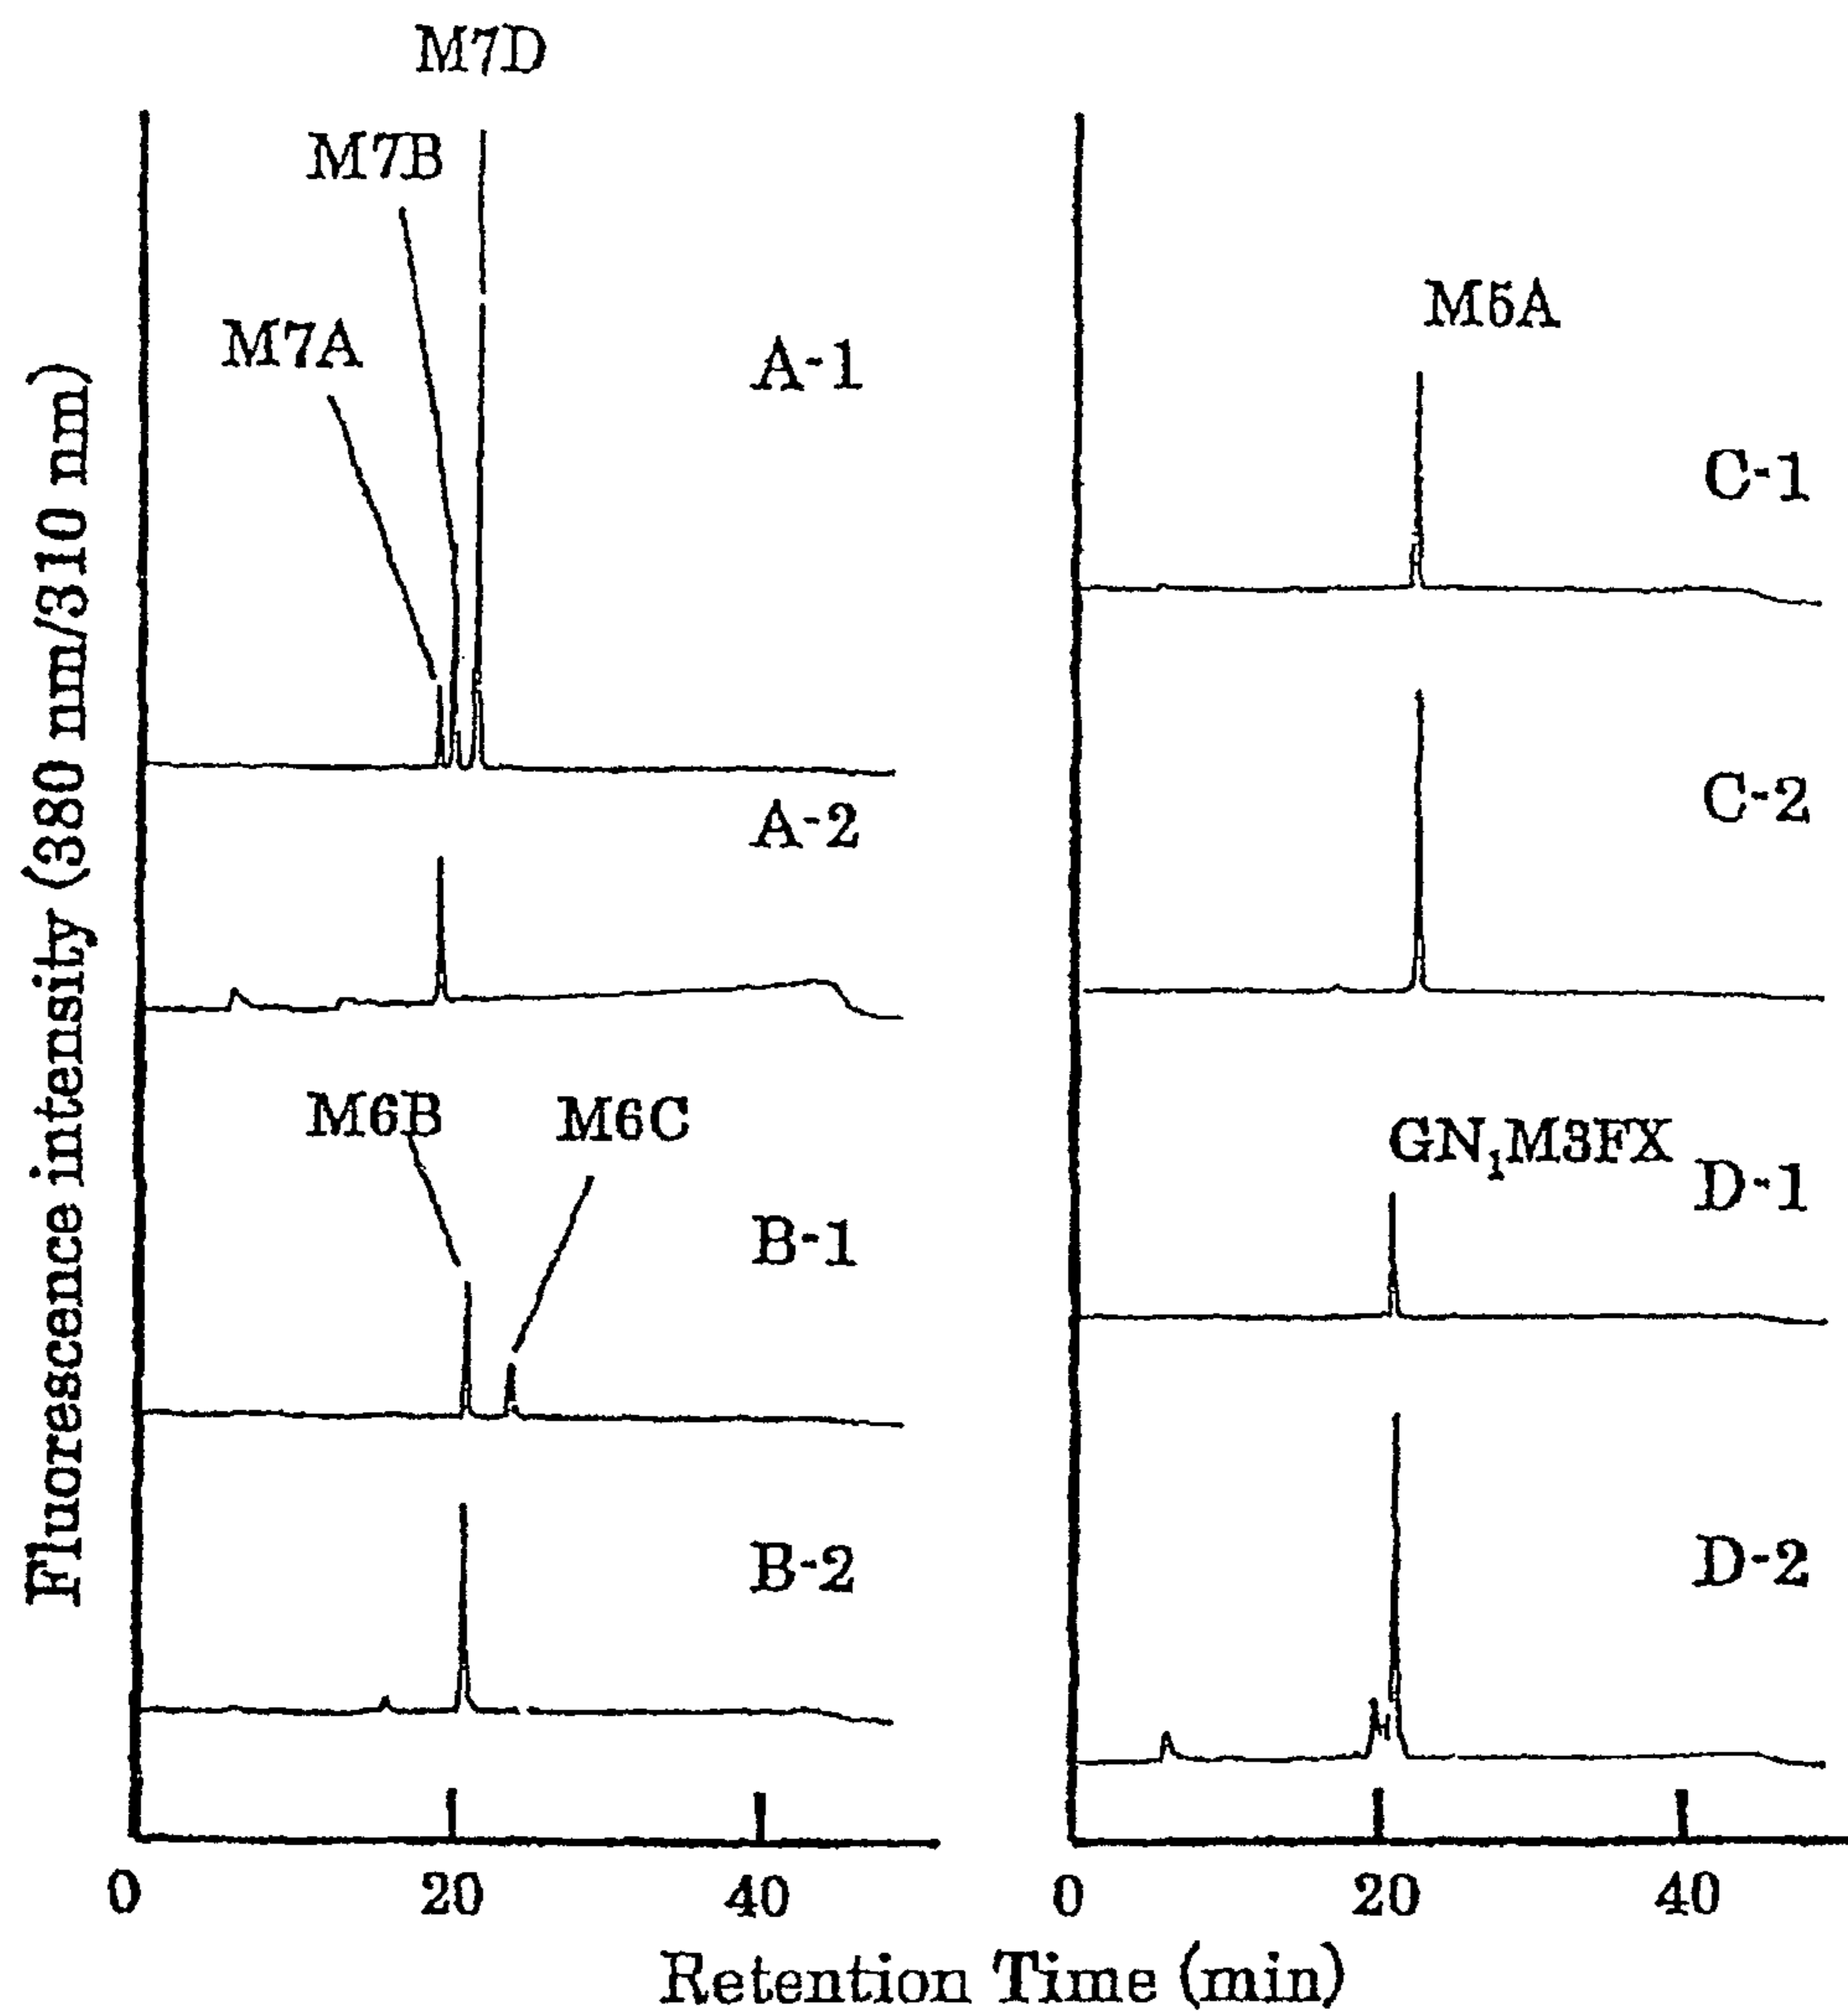 M7D
M7B
M7A
A-1
A-2
M6B
M6C
B-1
B-2
M5A
C-1
C-2
GN₁M3FX
D-1
D-2
Fluorescence intensity (380 nm/310 nm)
0 20 40
0 20 40
Retention Time (min)